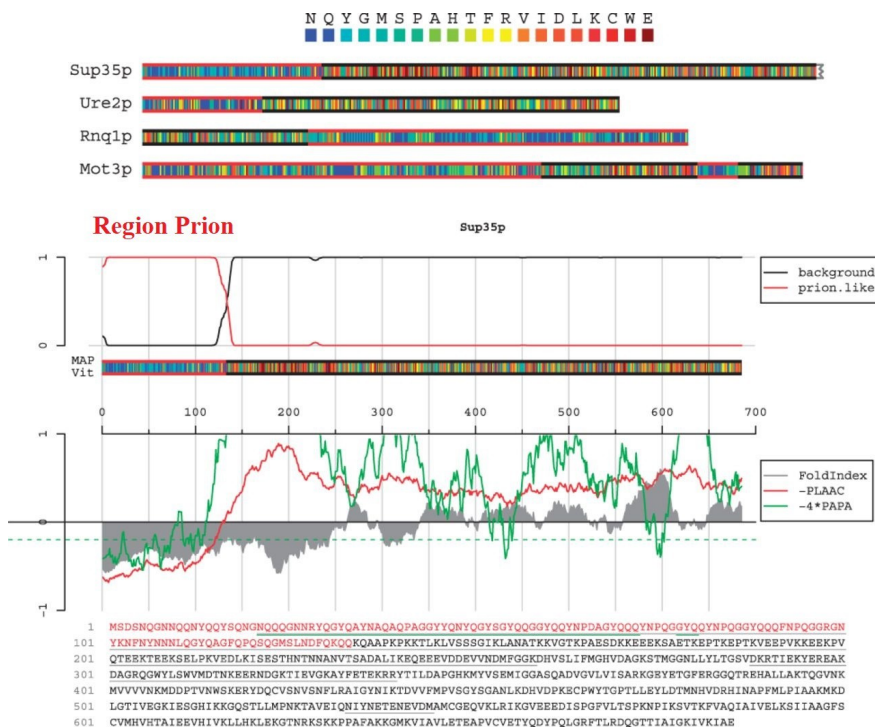 N Q Y G M S P A H T F R V I D L K C W E
Sup35p
Ure2p
Rnq1p
Mot3p
Region Prion
Sup35p
1
0
background
prion.like
MAP
Vit
0 100 200 300 400 500 600 700
1
0
-1
FoldIndex
-PLAAC
-4*PAPA
1 MSDSNQGNNQQNYQQYSQNGNQQQGNNRYQGYQAYNAQAQPAGGYYQNYQGYSGYQQGGYQQYNPDAGYQQQYNPQGGYQQYNPQGGYQQQFNPQGGRGN
101 YKNFNYNNNLQGYQAGFQPQSQGMSLNDFQKQQKQAAPKPKKTLKLVSSSGIKLANATKKVGTKPAESDKKEEEKSAETKEPTKEPTKVEEPVKKEEKPV
201 QTEEKTEEKSELPKVEDLKISESTHNTNNANVTSADALIKEQEEEVDDEVVNDMFGGKDHVSLIFMGHVDAGKSTMGGNLLYLTGSVDKRTIEKYEREAK
301 DAGRQGWYLSWVMDTNKEERNDGKTIEVGKAYFETEKRRYTILDAPGHKMYVSEMIGGASQADVGVLVISARKGEYETGFERGGQTREHALLAKTQGVNK
401 MVVVVNKMDDPTVNWSKERYDQCVSNVSNFLRAIGYNIKTDVVFMPVSGYSGANLKDHVDPKECPWYTGPTLLEYLDTMNHVDRHINAPFMLPIAAKMKD
501 LGTIVEGKIESGHIKKGQSTLLMPNKTAVEIQNIYNETENEVDMAMCGEQVKLRIKGVEEEDISPGFVLTSPKNPIKSVTKFVAQIAIVELKSIIAAGFS
601 CVMHVHTAIEEVHIVKLLHKLEKGTNRKSKKPPAFAKKGMKVIAVLETEAPVCVETYQDYPQLGRFTLRDQGTTIAIGKIVKIAE